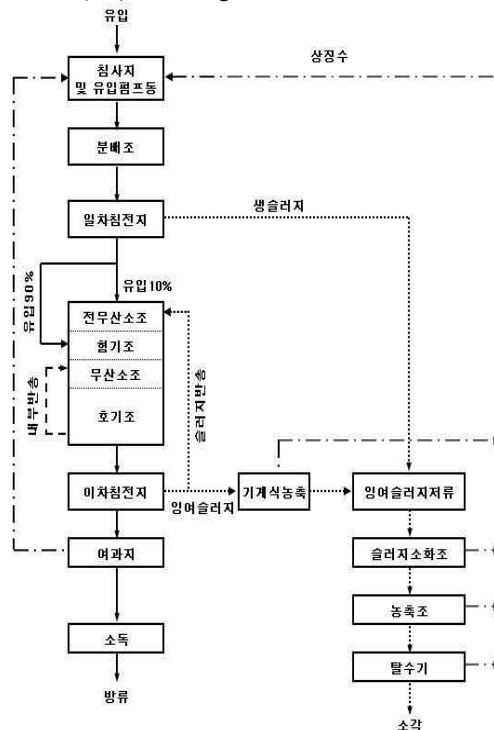 유입
상징수
침사지
및 유입펌프동
분배조
일차침전지
생슬러지
유입90%
유입10%
전무산소조
혐기조
무산소조
호기조
내부반송
슬러지반송
이차침전지
잉여슬러지
기계식농축
잉여슬러지저류
여과지
슬러지소화조
농축조
소독
탈수기
방류
소각